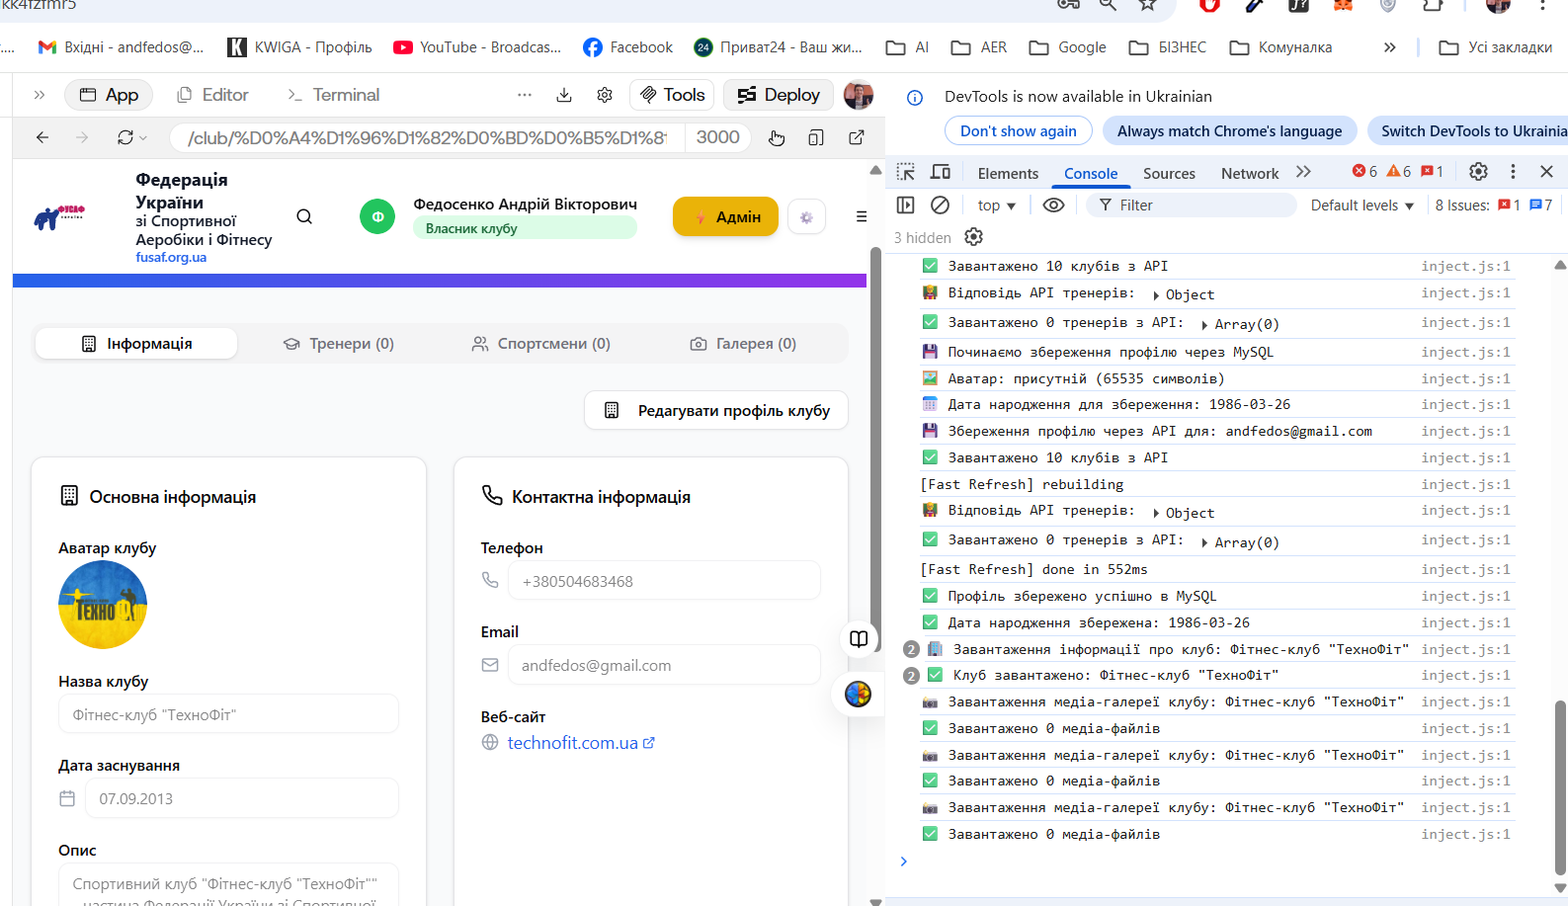 kk4fzfmr5
Вхідні - andfedos@...
KWIGA - Профіль
YouTube - Broadcas...
Facebook
24
Приват24 - Ваш жи...
AI
AER
Google
БІЗНЕС
Комуналка
Усі закладки
App
Editor
Terminal
Tools
Deploy
/club/%D0%A4%D1%96%D1%82%D0%BD%D0%B5%D1%81
3000
Федерація
України
зі Спортивної
Аеробіки і Фітнесу
fusaf.org.ua
ФУСАФ
Ф
Федосенко Андрій Вікторович
Власник клубу
Адмін
Інформація
Тренери (0)
Спортсмени (0)
Галерея (0)
Редагувати профіль клубу
Основна інформація
Аватар клубу
Назва клубу
Фітнес-клуб "ТехноФіт"
Дата заснування
07.09.2013
Опис
Спортивний клуб "Фітнес-клуб "ТехноФіт""
- частина Федерації України зі Спортивної
Контактна інформація
Телефон
+380504683468
Email
andfedos@gmail.com
Веб-сайт
technofit.com.ua
DevTools is now available in Ukrainian
Don't show again
Always match Chrome's language
Switch DevTools to Ukrainia
Elements
Console
Sources
Network
6
6
1
top
Filter
Default levels
8 Issues:
1
7
3 hidden
Завантажено 10 клубів з API inject.js:1
Відповідь API тренерів: Object inject.js:1
Завантажено 0 тренерів з API: Array(0) inject.js:1
Починаємо збереження профілю через MySQL inject.js:1
Аватар: присутній (65535 символів) inject.js:1
Дата народження для збереження: 1986-03-26 inject.js:1
Збереження профілю через API для: andfedos@gmail.com inject.js:1
Завантажено 10 клубів з API inject.js:1
[Fast Refresh] rebuilding inject.js:1
Відповідь API тренерів: Object inject.js:1
Завантажено 0 тренерів з API: Array(0) inject.js:1
[Fast Refresh] done in 552ms inject.js:1
Профіль збережено успішно в MySQL inject.js:1
Дата народження збережена: 1986-03-26 inject.js:1
2 Завантаження інформації про клуб: Фітнес-клуб "ТехноФіт" inject.js:1
2 Клуб завантажено: Фітнес-клуб "ТехноФіт" inject.js:1
Завантаження медіа-галереї клубу: Фітнес-клуб "ТехноФіт" inject.js:1
Завантажено 0 медіа-файлів inject.js:1
Завантаження медіа-галереї клубу: Фітнес-клуб "ТехноФіт" inject.js:1
Завантажено 0 медіа-файлів inject.js:1
Завантаження медіа-галереї клубу: Фітнес-клуб "ТехноФіт" inject.js:1
Завантажено 0 медіа-файлів inject.js:1